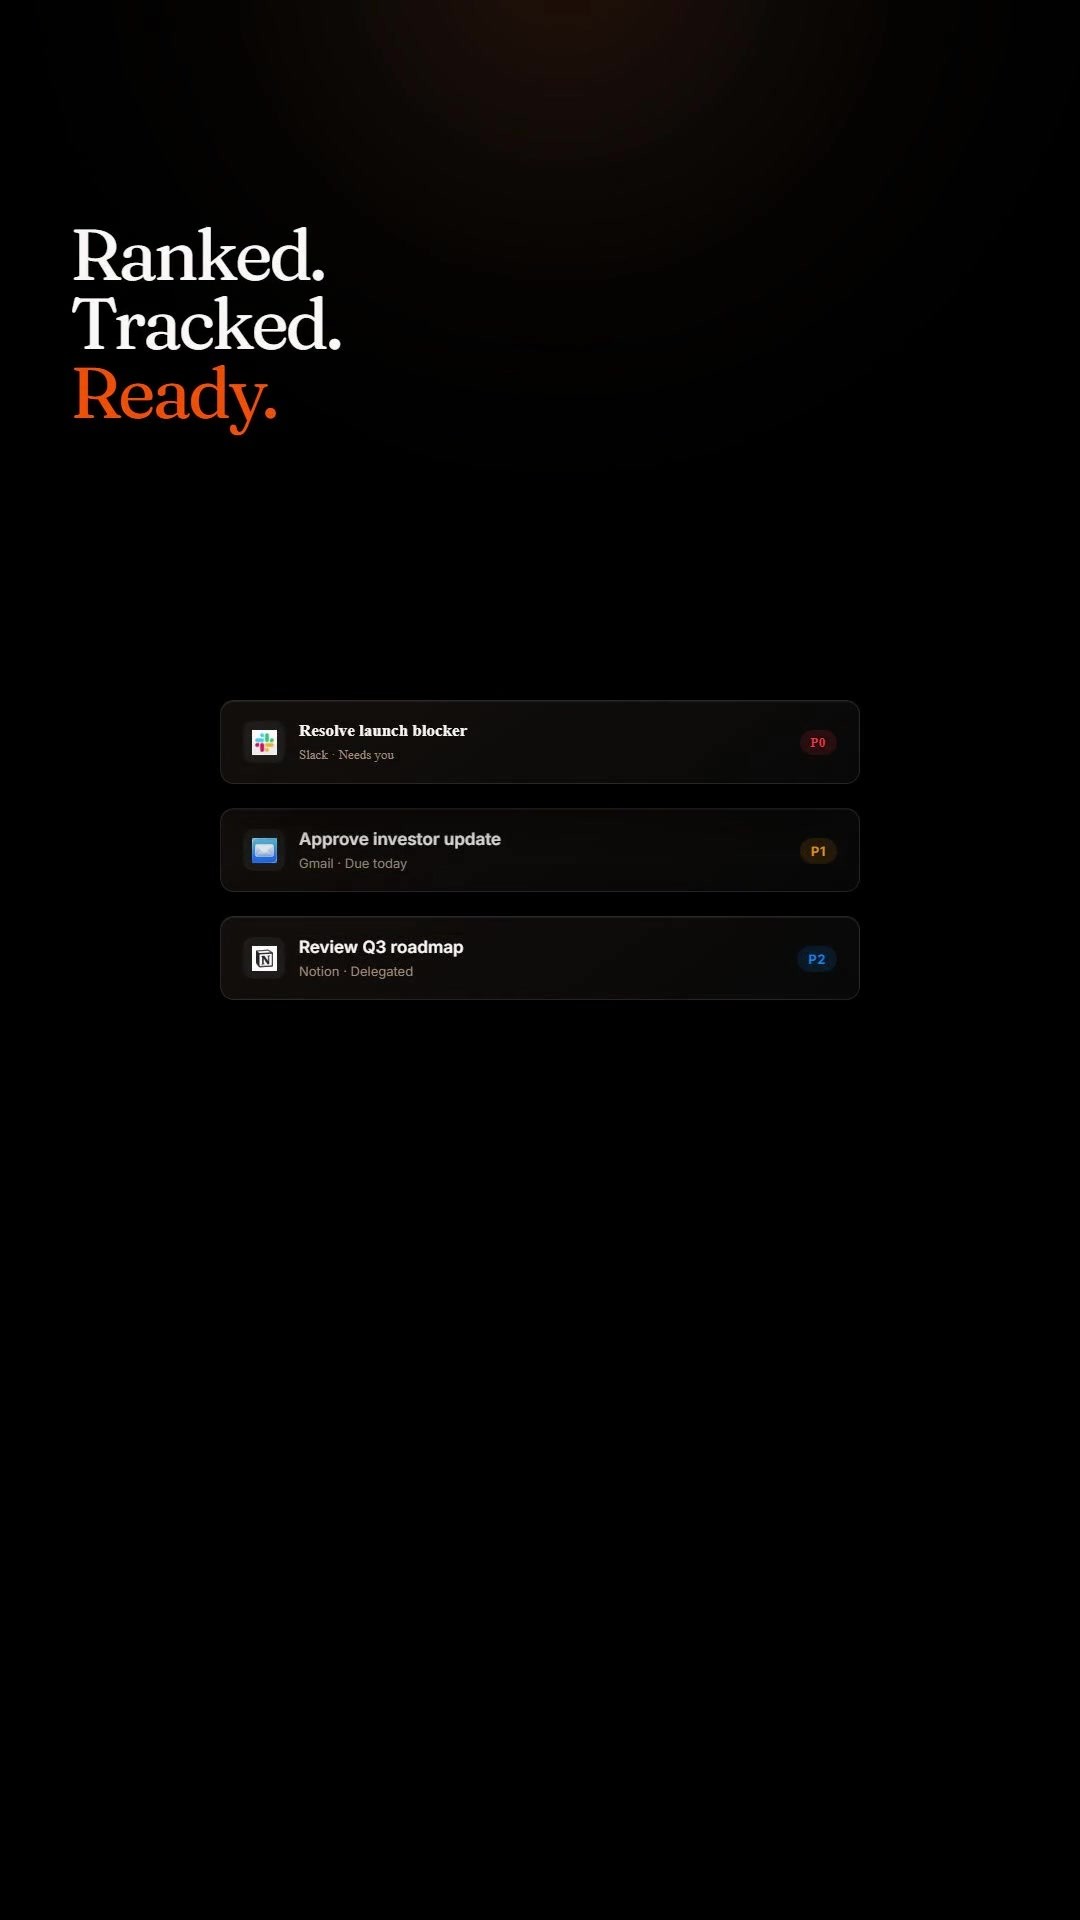 Ranked.
Tracked.
Ready.
Resolve launch blocker
Slack · Needs you
P0
Approve investor update
Gmail · Due today
P1
N
Review Q3 roadmap
Notion · Delegated
P2